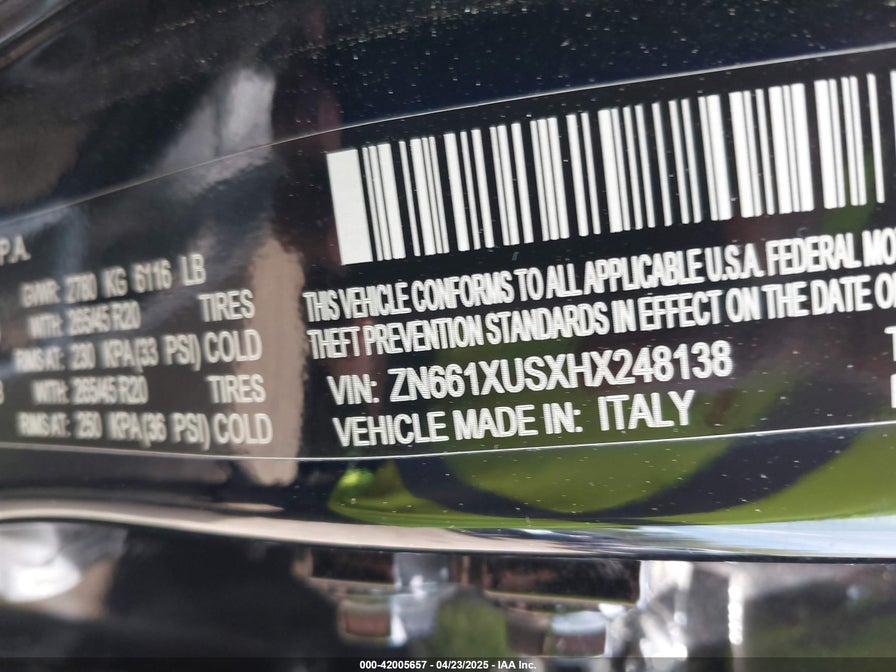 P.A.
GVWR: 2780 KG 6116 LB
WITH: 265/45 R20 TIRES
RIMS AT: 230 KPA(33 PSI) COLD
WITH: 265/45 R20 TIRES
RIMS AT: 250 KPA(36 PSI) COLD
THIS VEHICLE CONFORMS TO ALL APPLICABLE U.S.A. FEDERAL MO
THEFT PREVENTION STANDARDS IN EFFECT ON THE DATE O
VIN: ZN661XUSXHX248138
VEHICLE MADE IN: ITALY
000-42005657 - 04/23/2025 - IAA Inc.